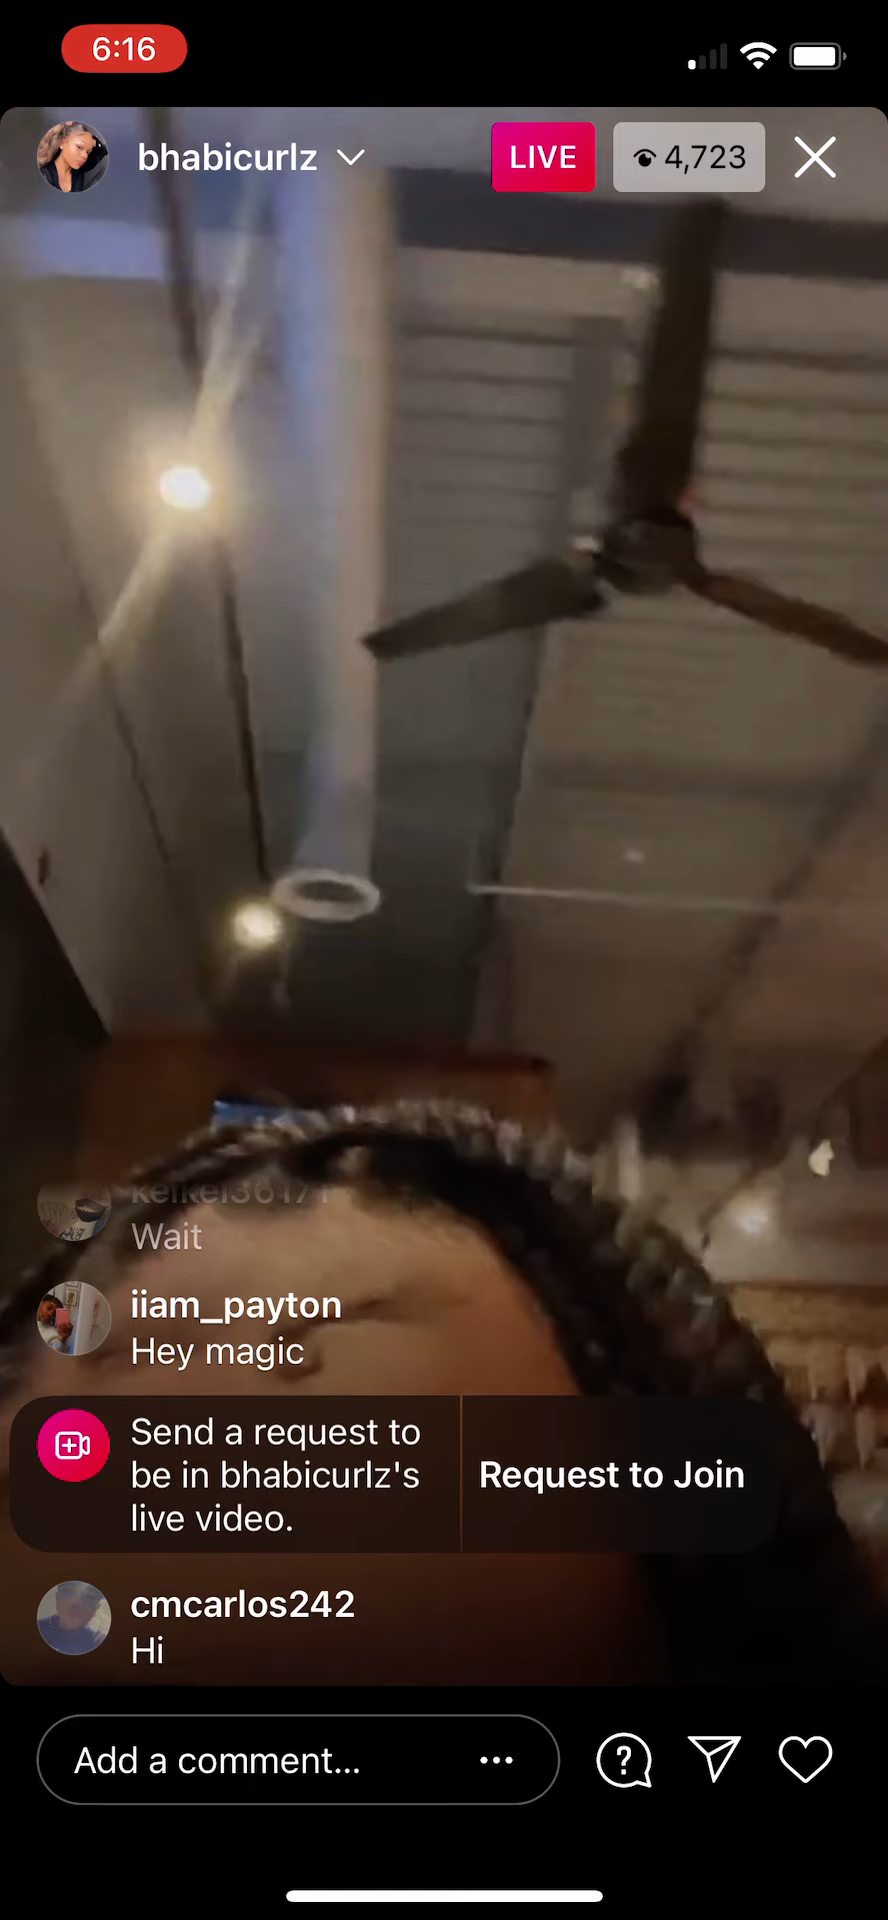 6:16
bhabicurlz
LIVE
4,723
Wait
iiam_payton
Hey magic
Send a request to
be in bhabicurlz's
live video.
Request to Join
cmcarlos242
Hi
Add a comment...